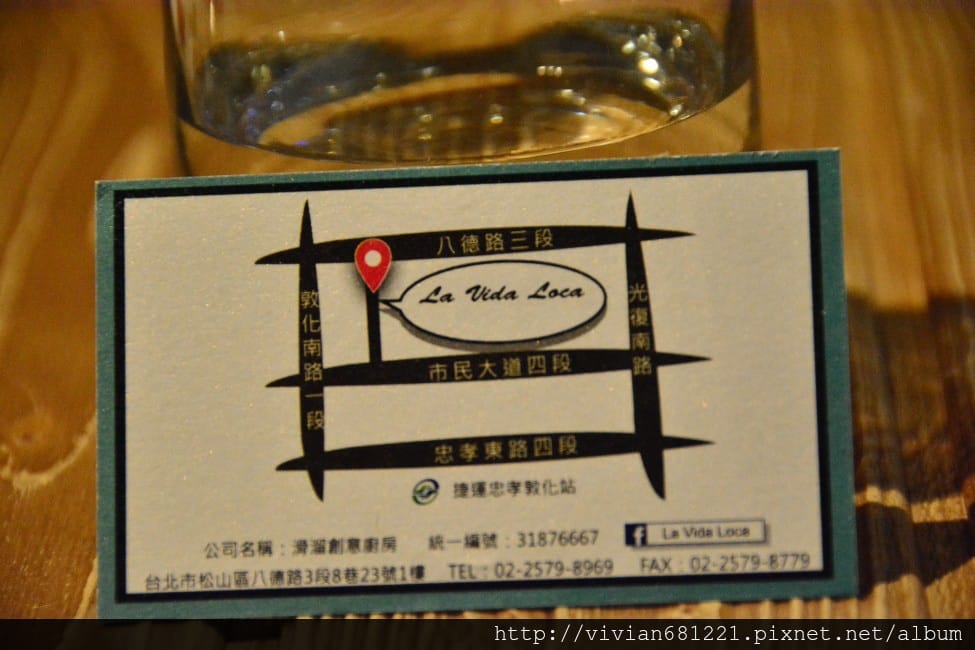 八德路三段
La Vida Loca
敦化南路一段
光復南路
市民大道四段
忠孝東路四段
捷運忠孝敦化站
公司名稱：滑溜創意廚房 統一編號：31876667 f La Vida Loca
台北市松山區八德路3段8巷23號1樓 TEL：02-2579-8969 FAX：02-2579-8779
http://vivian681221.pixnet.net/album